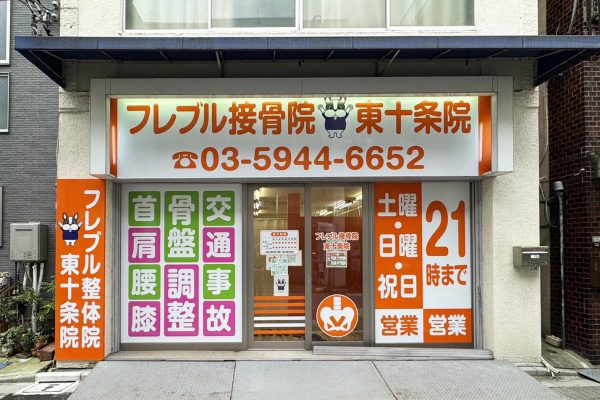 フレブル接骨院 東十条院
☎03-5944-6652
フレブル整体院
東十条院
交通事故
骨盤調整
首肩腰膝
フレブル接骨院
東十条院
土曜・日曜・祝日
営業
21時まで
営業